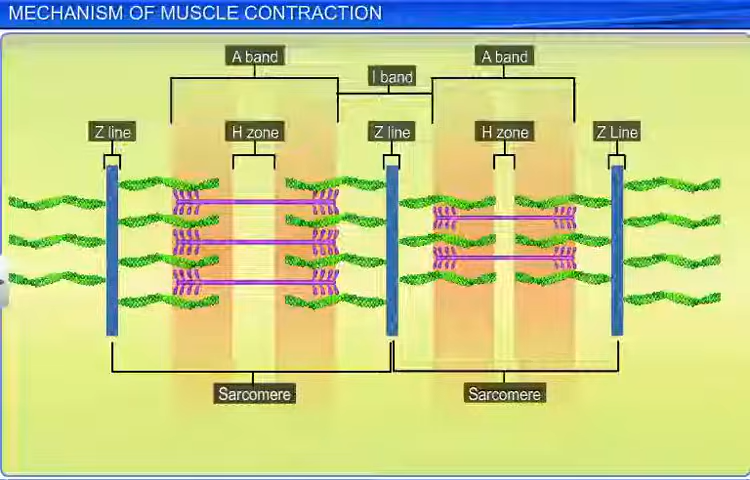 MECHANISM OF MUSCLE CONTRACTION
A band
I band
A band
Z line
H zone
Z line
H zone
Z Line
Sarcomere
Sarcomere